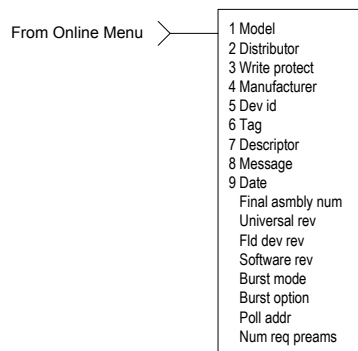 From Online Menu
1 Model
2 Distributor
3 Write protect
4 Manufacturer
5 Dev id
6 Tag
7 Descriptor
8 Message
9 Date
Final asmbly num
Universal rev
Fld dev rev
Software rev
Burst mode
Burst option
Poll addr
Num req preams